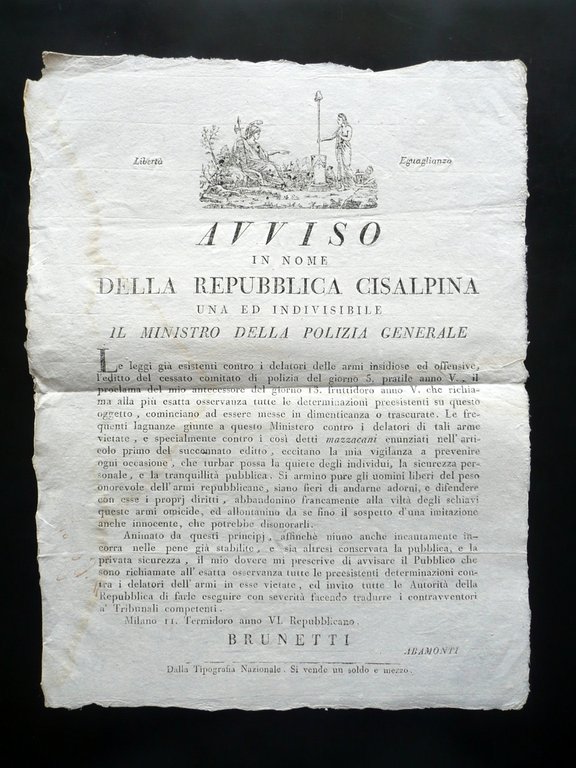 Libertà Eguaglianza
AVVISO
IN NOME
DELLA REPUBBLICA CISALPINA
UNA ED INDIVISIBILE
IL MINISTRO DELLA POLIZIA GENERALE
Le leggi già esistenti contro i delatori delle armi insidiose ed offensive,
l'editto del cessato comitato di polizia del giorno 5. pratile anno V., il
proclama del mio antecessore del giorno 13. fruttidoro anno V. che richia-
ma alla più esatta osservanza tutte le determinazioni preesistenti su questo
oggetto, cominciano ad essere messe in dimenticanza o trascurate. Le fre-
quenti lagnanze giunte a questo Ministero contro i delatori di tali arme
vietate, e specialmente contro i così detti mazzacani enunziati nell'arti-
colo primo del succennato editto, eccitano la mia vigilanza a prevenire
ogni occasione, che turbar possa la quiete degli individui, la sicurezza per-
sonale, e la tranquilità pubblica. Si armino pure gli uomini liberi del peso
onorevole dell'armi repubblicane, siano fieri di andarne adorni, e difendere
con esse i proprj diritti, abbadonino francamente alla viltà degli schiavi
queste armi omicide, ed allontanino da se fino il sospetto d'una imitazione
anche innocente, che potrebbe disonorarli.
Animato da questi principj, affinchè niuno anche incautamente in-
corra nelle pene già stabilite, e sia altresì conservata la pubblica, e la
privata sicurezza, il mio dovere mi prescrive di avvisare il Pubblico che
sono richiamate all'esatta osservanza tutte le preesistenti determinazioni con-
tra i delatori dell'armi in esse vietate, ed invito tutte le Autorità della
Repubblica di farle eseguire con severità facendo tradurre i contravventori
a' Tribunali competenti.
Milano 11. Termidoro anno VI. Repubblicano.
BRUNETTI
ABAMONTI
Dalla Tipografia Nazionale. Si vende un soldo e mezzo.